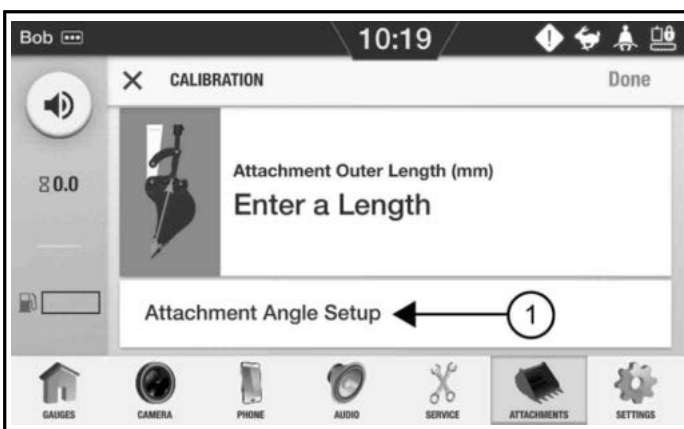 Bob
10:19
CALIBRATION
Done
0.0
Attachment Outer Length (mm)
Enter a Length
Attachment Angle Setup
1
GAUGES
CAMERA
PHONE
AUDIO
SERVICE
ATTACHMENTS
SETTINGS